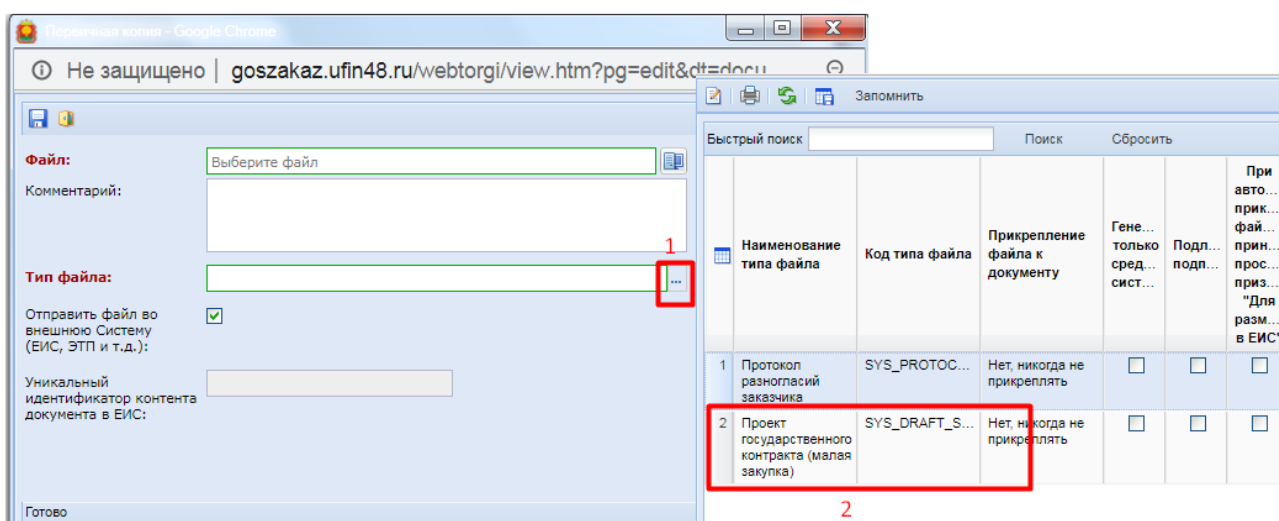 Первичная копия - Google Chrome
Не защищено | goszakaz.ufin48.ru/webtorgi/view.htm?pg=edit&dt=docu
Файл:
Выберите файл
Комментарий:
1
Тип файла:
...
Отправить файл во
внешнюю Систему
(ЕИС, ЭТП и т.д.):
Уникальный
идентификатор контента
документа в ЕИС:
Готово
Запомнить
Быстрый поиск
Поиск
Сбросить
Наименование
типа файла
Код типа файла
Прикрепление
файла к
документу
Гене...
только
сред...
сист...
Подл...
подп...
При
авто...
прик...
фай...
прин...
прос...
приз...
"Для
разм...
в ЕИС"
1
Протокол
разногласий
заказчика
SYS_PROTOC...
Нет, никогда не
прикреплять
2
Проект
государственного
контракта (малая
закупка)
SYS_DRAFT_S...
Нет, никогда не
прикреплять
2